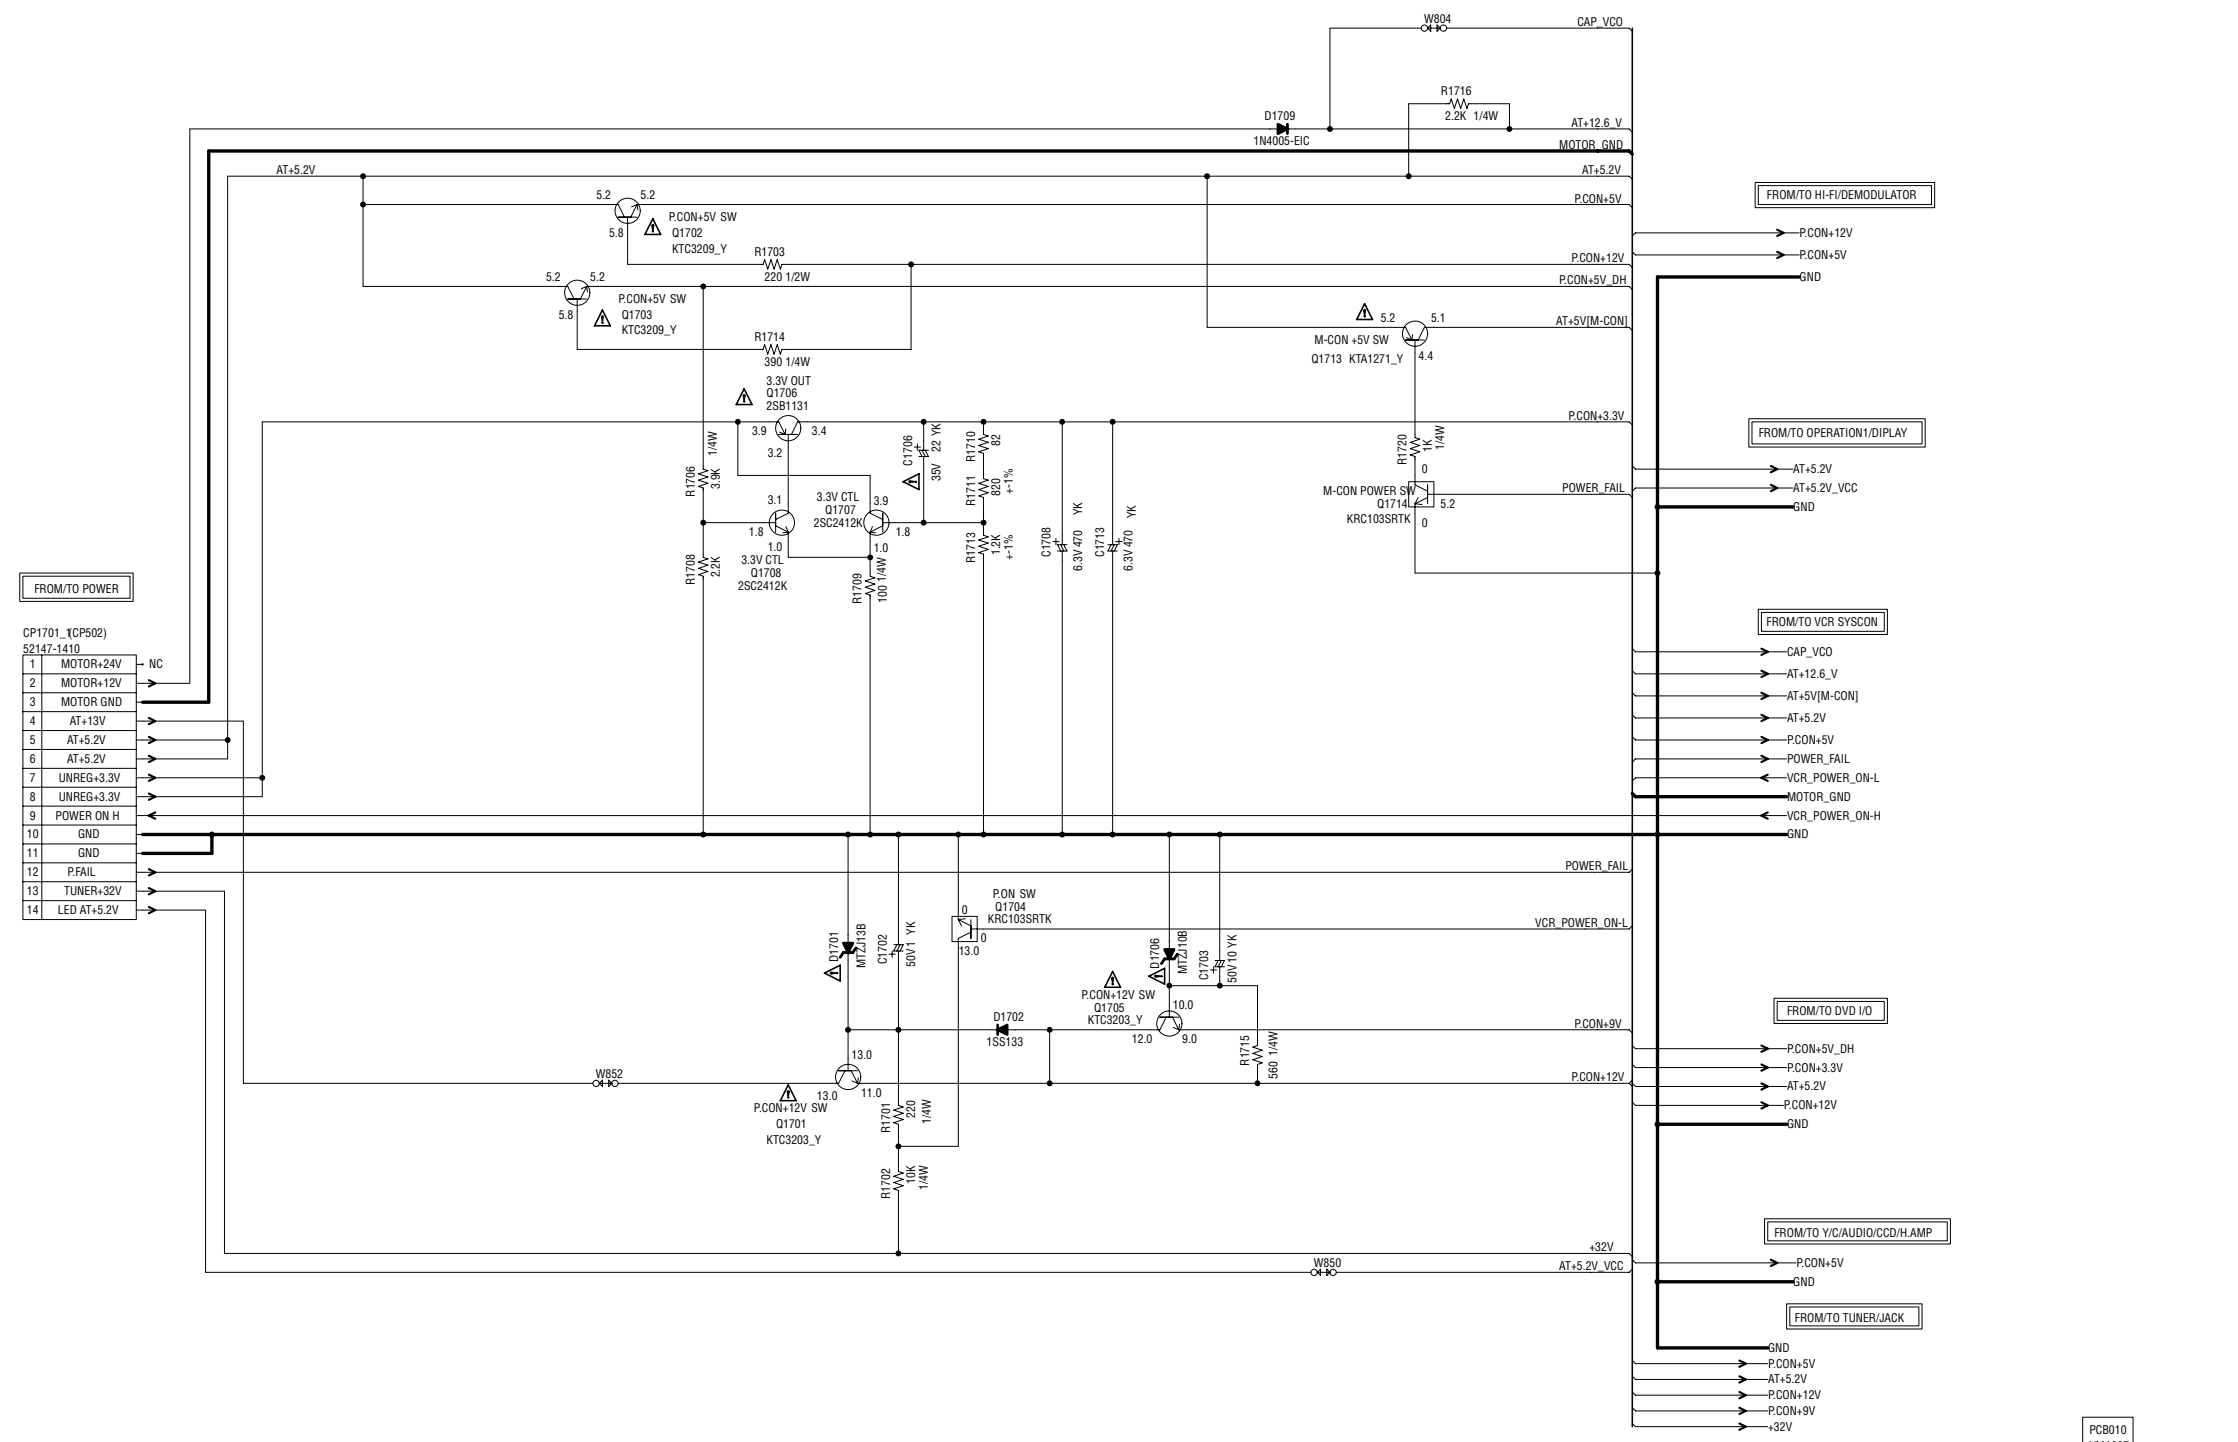 W804
CAP_VCO
R1716
2.2K 1/4W
D1709
1N4005-EIC
AT+12.6_V
MOTOR_GND
AT+5.2V
AT+5.2V
5.2 5.2
P.CON+5V SW
Q1702
KTC3209_Y
5.8
P.CON+5V
R1703
220 1/2W
P.CON+12V
P.CON+5V_DH
5.2 5.2
P.CON+5V SW
Q1703
KTC3209_Y
5.8
R1714
390 1/4W
5.2 5.1
M-CON +5V SW
Q1713 KTA1271_Y
4.4
AT+5V[M-CON]
3.3V OUT
Q1706
2SB1131
3.9 3.4
3.2
P.CON+3.3V
R1706
3.9K 1/4W
R1708
2.2K
3.1
1.8
1.0
3.3V CTL
Q1708
2SC2412K
3.3V CTL
Q1707
2SC2412K
3.9
1.8
1.0
R1709
100 1/4W
C1706
35V 22 YK
R1710
82
R1711
820
+-1%
R1713
1.2K
+-1%
C1708
6.3V 470 YK
C1713
6.3V 470 YK
R1720
1K
1/4W
0
M-CON POWER SW
Q1714
KRC103SRTK
5.2
0
POWER_FAIL
FROM/TO POWER
CP1701_1(CP502)
52147-1410
1 MOTOR+24V NC
2 MOTOR+12V
3 MOTOR GND
4 AT+13V
5 AT+5.2V
6 AT+5.2V
7 UNREG+3.3V
8 UNREG+3.3V
9 POWER ON H
10 GND
11 GND
12 P.FAIL
13 TUNER+32V
14 LED AT+5.2V
POWER_FAIL
P.ON SW
Q1704
KRC103SRTK
0
0
13.0
VCR_POWER_ON-L
D1701
MTZJ13B
C1702
50V1 YK
D1706
MTZJ10B
C1703
50V10 YK
P.CON+12V SW
Q1705
KTC3203_Y
10.0
12.0 9.0
D1702
1SS133
P.CON+9V
R1715
560 1/4W
W852
13.0
13.0 11.0
P.CON+12V SW
Q1701
KTC3203_Y
P.CON+12V
R1701
220
1/4W
R1702
10K
1/4W
+32V
W850
AT+5.2V_VCC
FROM/TO HI-FI/DEMODULATOR
P.CON+12V
P.CON+5V
GND
FROM/TO OPERATION1/DIPLAY
AT+5.2V
AT+5.2V_VCC
GND
FROM/TO VCR SYSCON
CAP_VCO
AT+12.6_V
AT+5V[M-CON]
AT+5.2V
P.CON+5V
POWER_FAIL
VCR_POWER_ON-L
MOTOR_GND
VCR_POWER_ON-H
GND
FROM/TO DVD I/O
P.CON+5V_DH
P.CON+3.3V
AT+5.2V
P.CON+12V
GND
FROM/TO Y/C/AUDIO/CCD/H.AMP
P.CON+5V
GND
FROM/TO TUNER/JACK
GND
P.CON+5V
AT+5.2V
P.CON+12V
P.CON+9V
+32V
PCB010